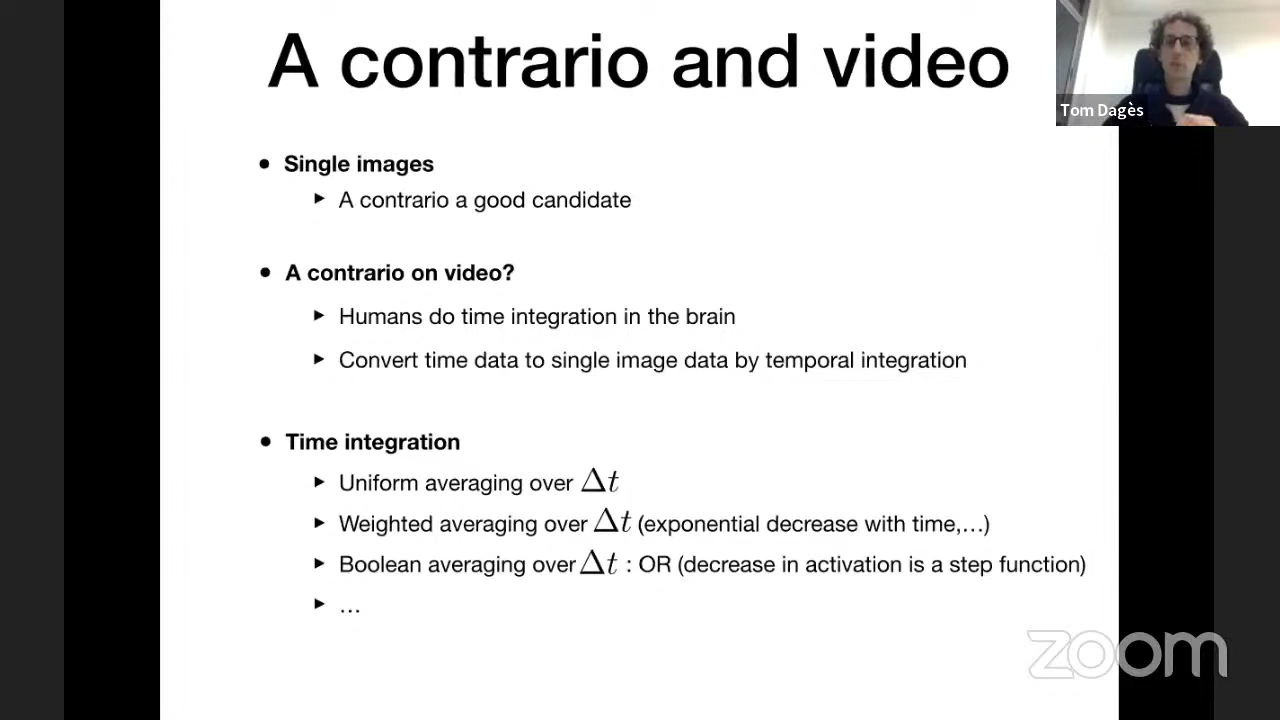 A contrario and video
Tom Dagès
• Single images
▶ A contrario a good candidate
• A contrario on video?
▶ Humans do time integration in the brain
▶ Convert time data to single image data by temporal integration
• Time integration
▶ Uniform averaging over Δt
▶ Weighted averaging over Δt (exponential decrease with time,…)
▶ Boolean averaging over Δt : OR (decrease in activation is a step function)
▶ …
zoom